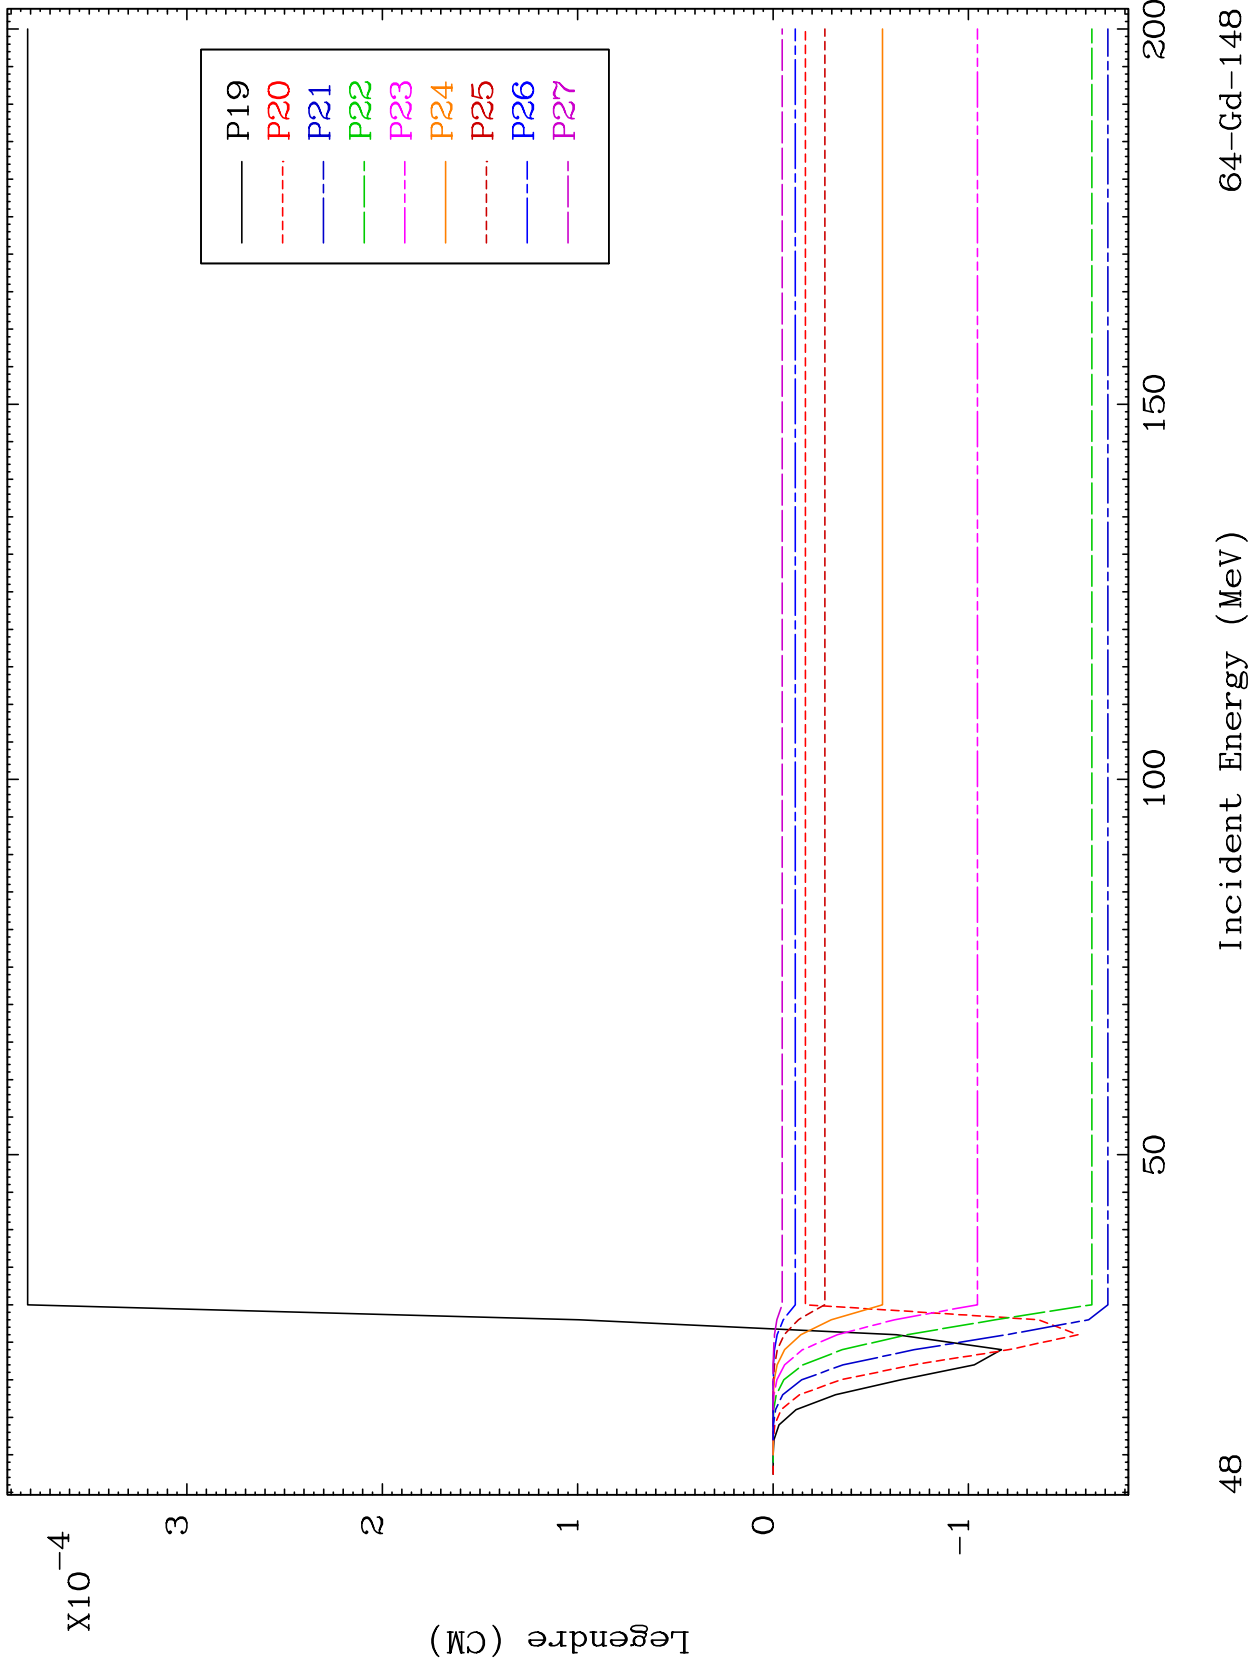 X10-4
3
2
1
0
-1
Legendre (CM)
P19
P20
P21
P22
P23
P24
P25
P26
P27
50
100
150
200
48
Incident Energy (MeV)
64-Gd-148